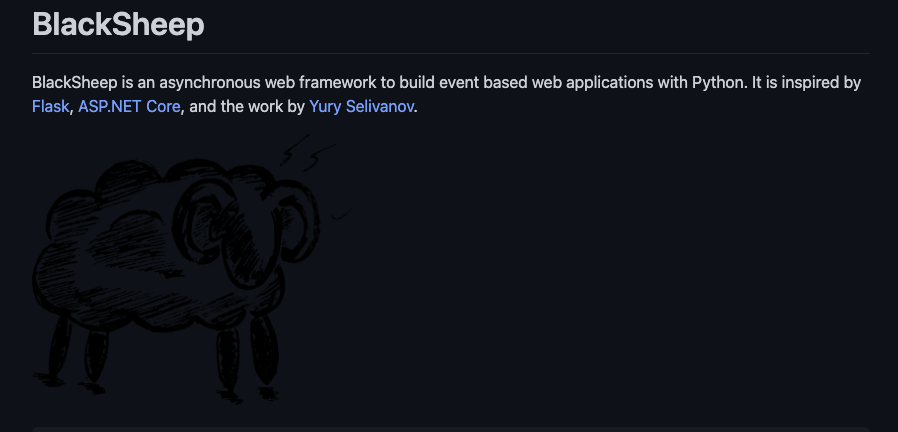 BlackSheep
BlackSheep is an asynchronous web framework to build event based web applications with Python. It is inspired by
Flask, ASP.NET Core, and the work by Yury Selivanov.